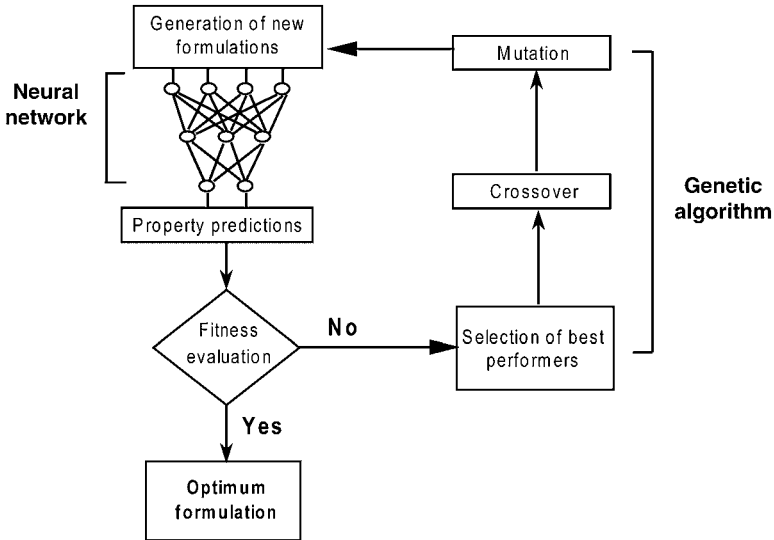 Generation of new
formulations
Mutation
Neural
network
Crossover
Genetic
algorithm
Property predictions
Fitness
evaluation
No
Selection of best
performers
Yes
Optimum
formulation